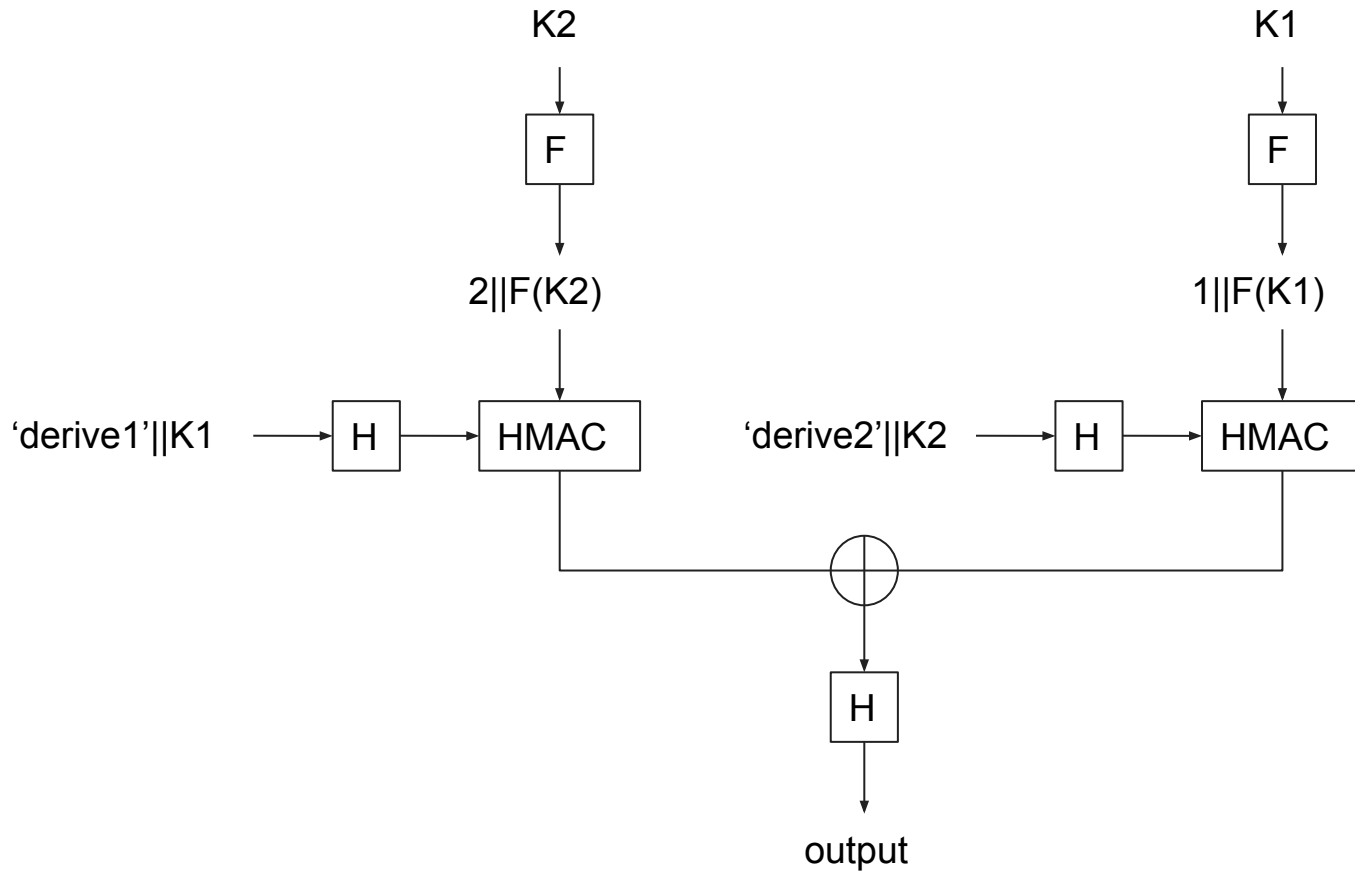 K2
K1
F
F
2||F(K2)
1||F(K1)
‘derive1’||K1
H
HMAC
‘derive2’||K2
H
HMAC
H
output